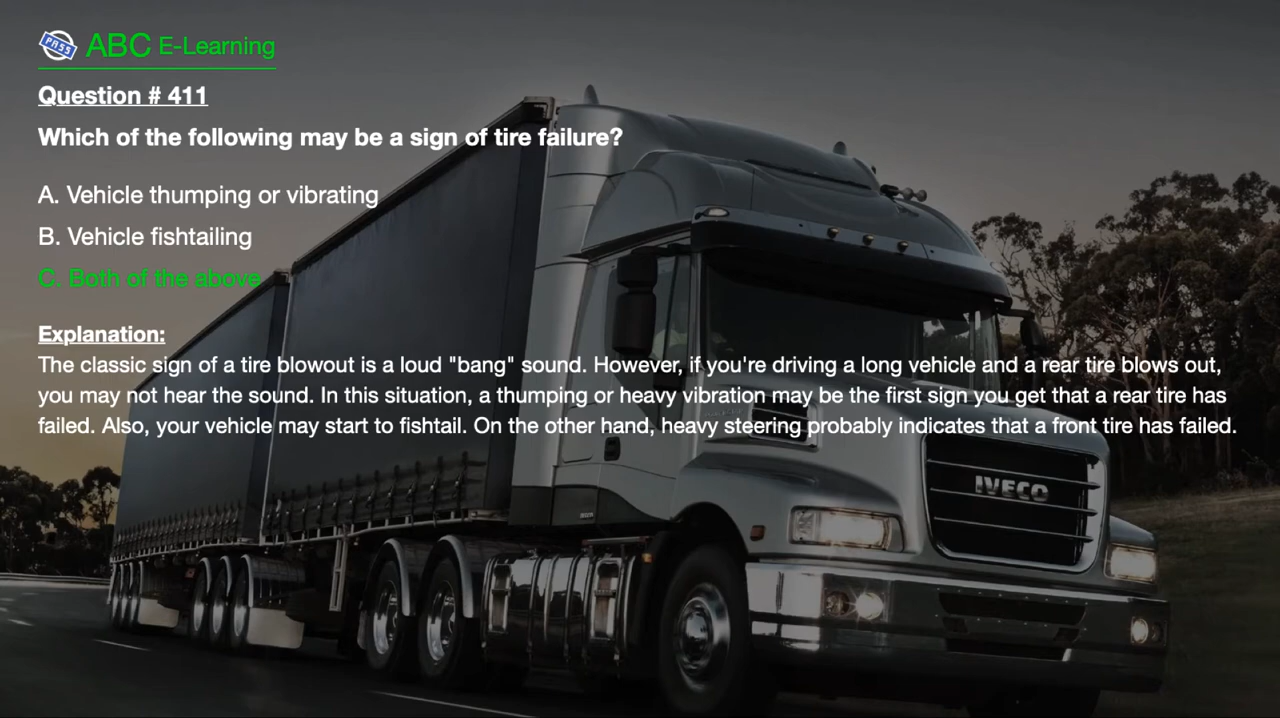 PASS
ABC E-Learning
Question # 411
Which of the following may be a sign of tire failure?
A. Vehicle thumping or vibrating
B. Vehicle fishtailing
C. Both of the above
Explanation:
The classic sign of a tire blowout is a loud "bang" sound. However, if you're driving a long vehicle and a rear tire blows out,
you may not hear the sound. In this situation, a thumping or heavy vibration may be the first sign you get that a rear tire has
failed. Also, your vehicle may start to fishtail. On the other hand, heavy steering probably indicates that a front tire has failed.
IVECO